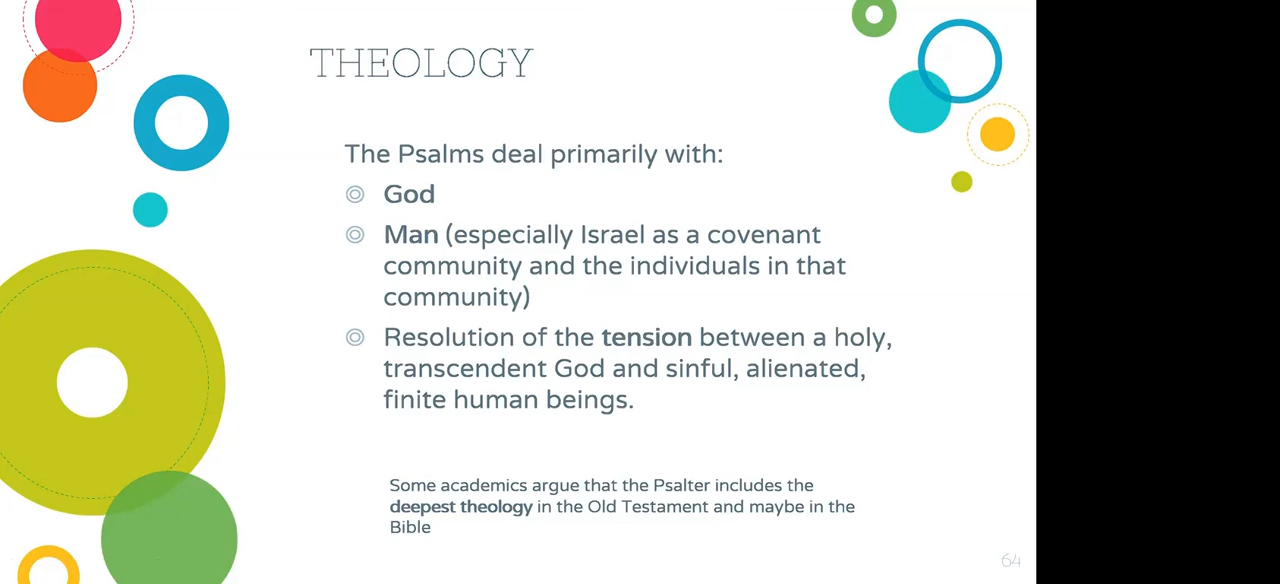 THEOLOGY
The Psalms deal primarily with:
God
Man (especially Israel as a covenant
community and the individuals in that
community)
Resolution of the tension between a holy,
transcendent God and sinful, alienated,
finite human beings.
Some academics argue that the Psalter includes the
deepest theology in the Old Testament and maybe in the
Bible
64